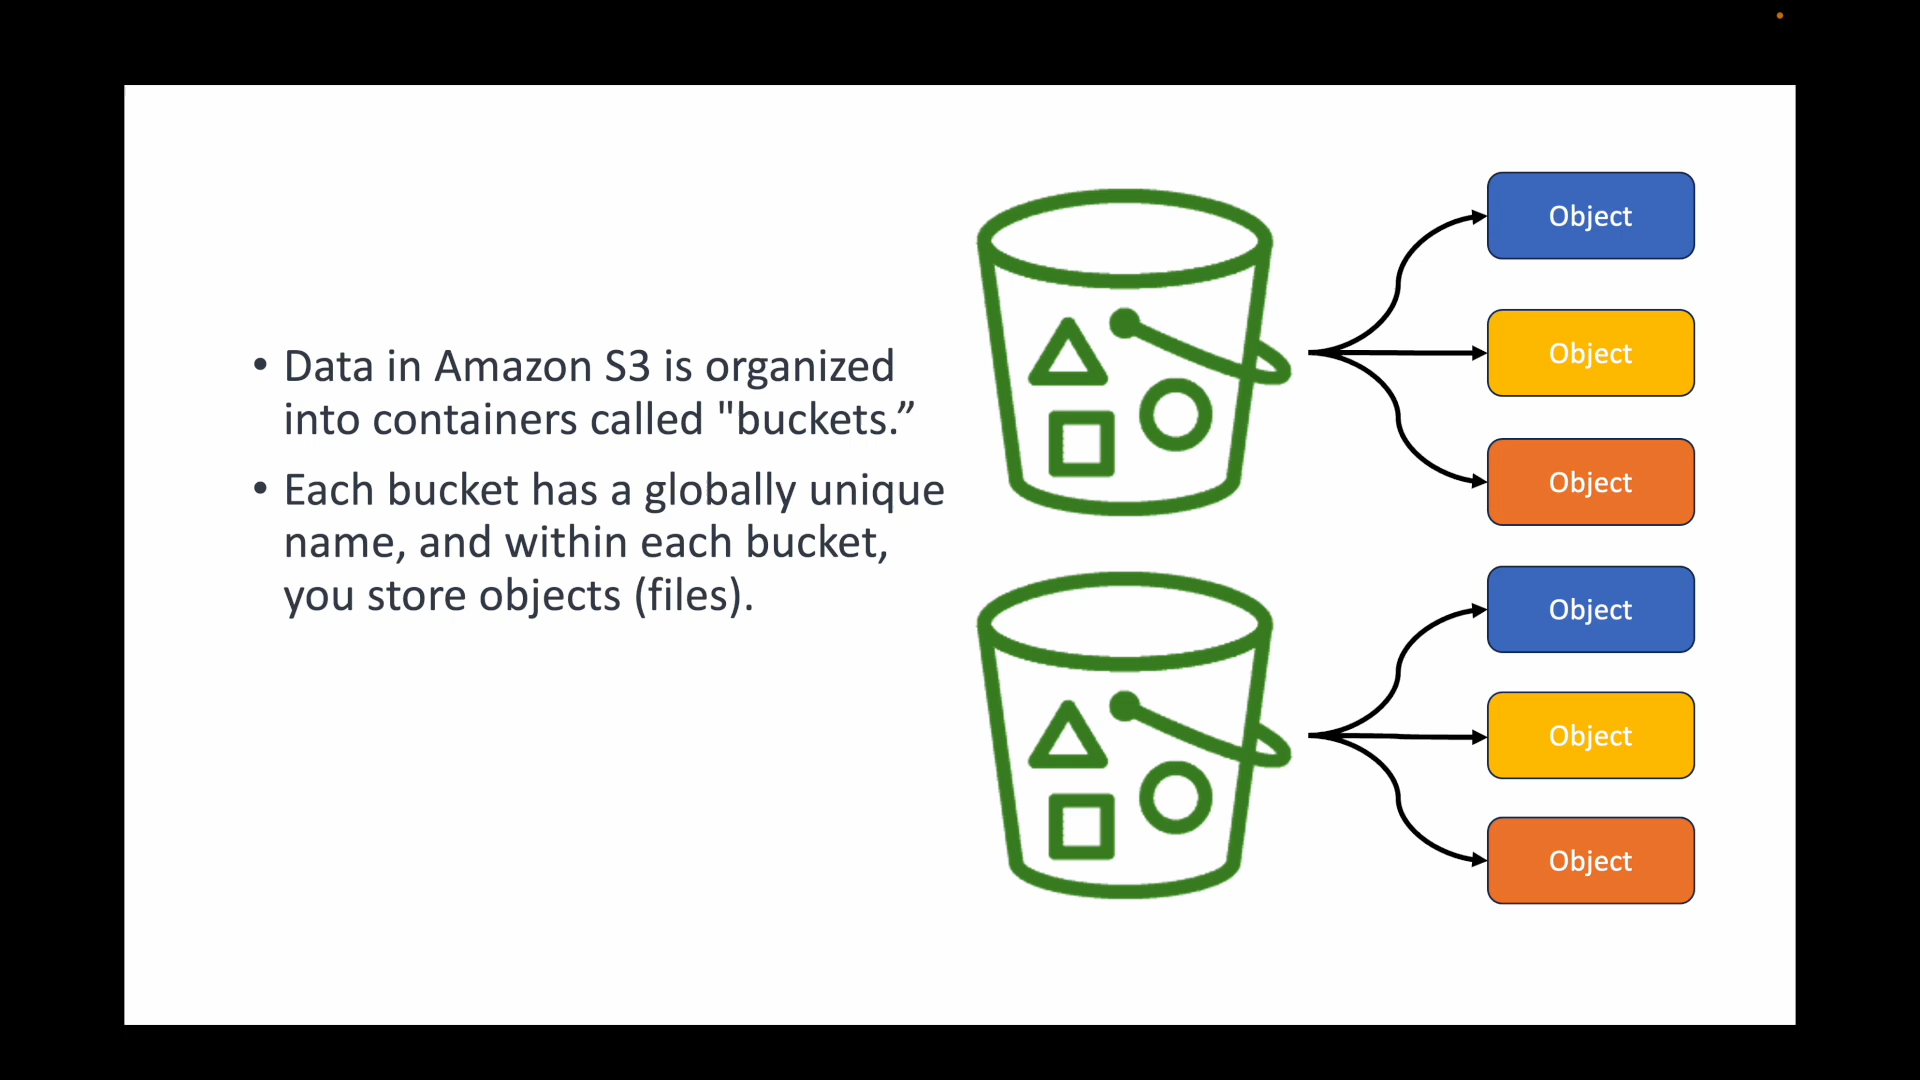 • Data in Amazon S3 is organized
into containers called "buckets.”
• Each bucket has a globally unique
name, and within each bucket,
you store objects (files).
Object
Object
Object
Object
Object
Object